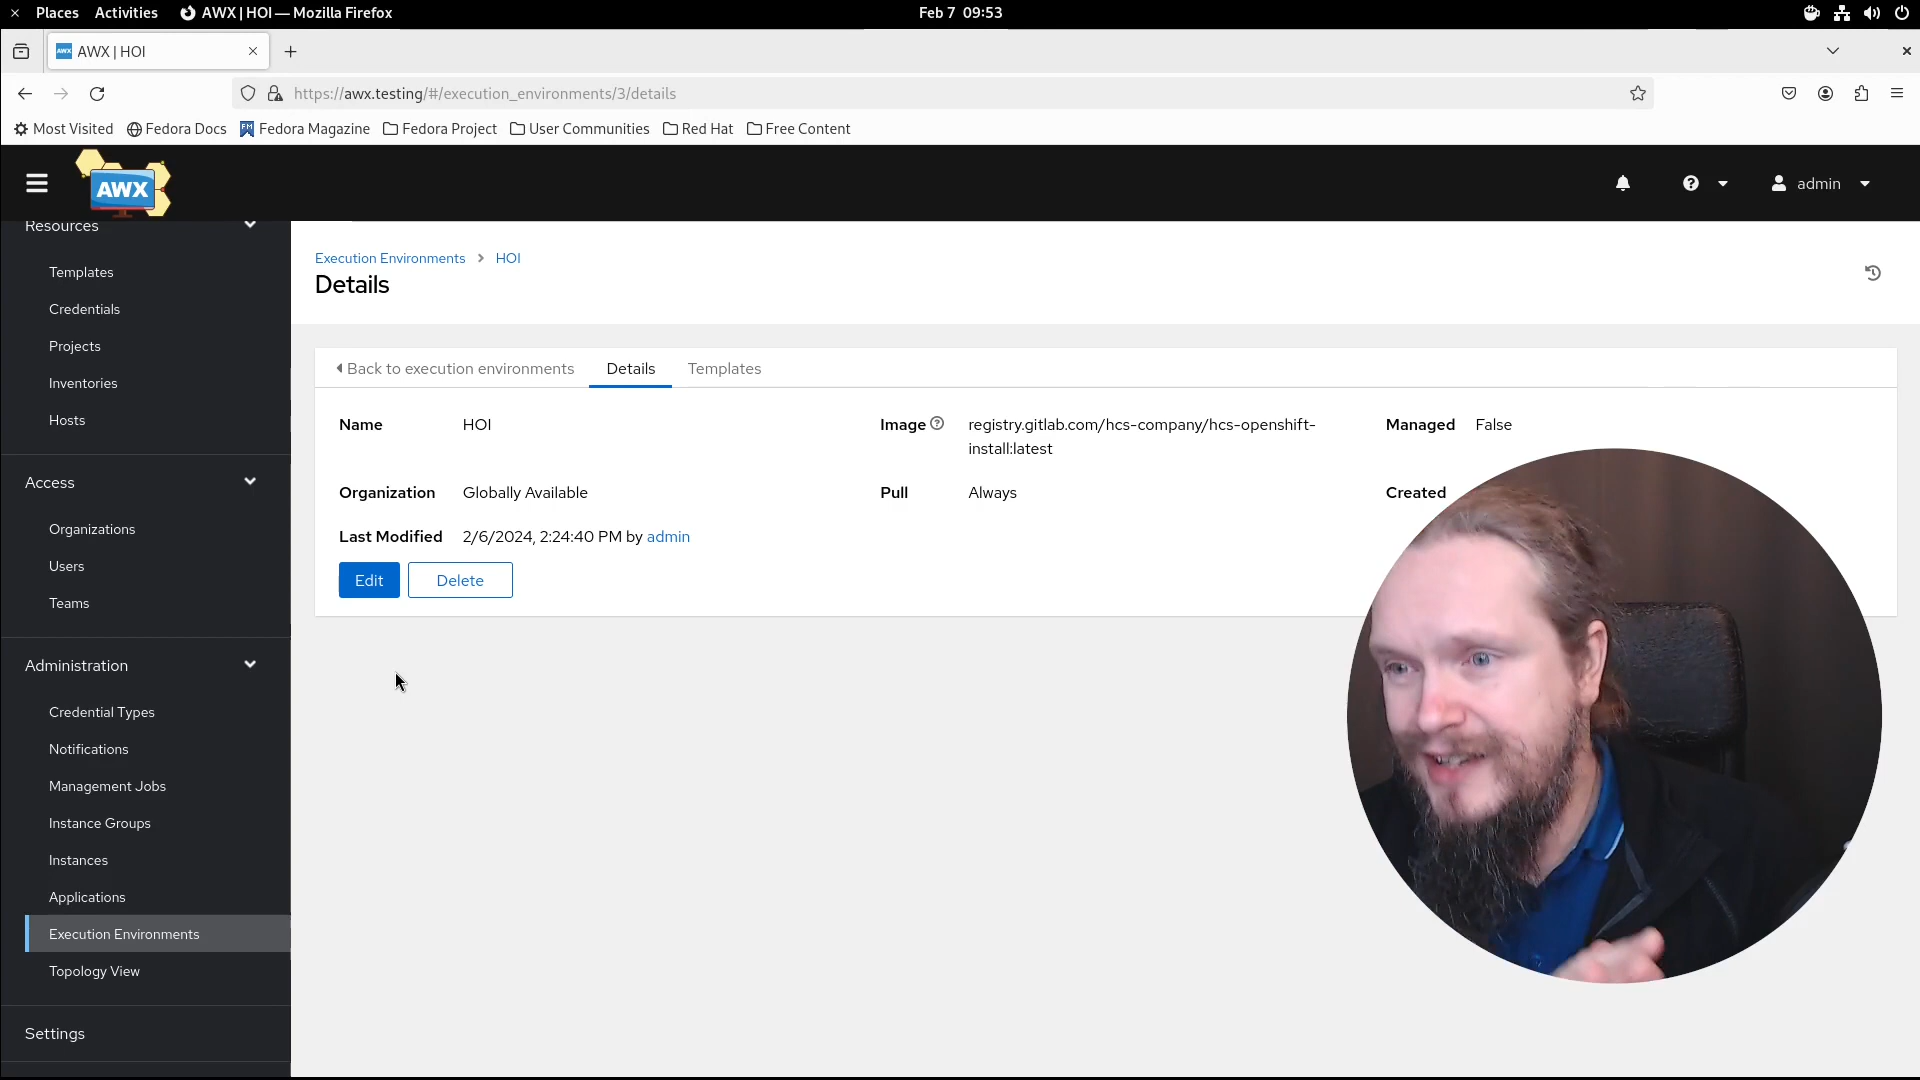 Places Activities AWX | HOI — Mozilla Firefox Feb 7 09:53
AWX | HOI
https://awx.testing/#/execution_environments/3/details
Most Visited Fedora Docs Fedora Magazine Fedora Project User Communities Red Hat Free Content
AWX admin
Resources
Templates
Credentials
Projects
Inventories
Hosts
Access
Organizations
Users
Teams
Administration
Credential Types
Notifications
Management Jobs
Instance Groups
Instances
Applications
Execution Environments
Topology View
Settings
Execution Environments > HOI
Details
Back to execution environments Details Templates
Name HOI Image registry.gitlab.com/hcs-company/hcs-openshift-
install:latest Managed False
Organization Globally Available Pull Always Created
Last Modified 2/6/2024, 2:24:40 PM by admin
Edit Delete